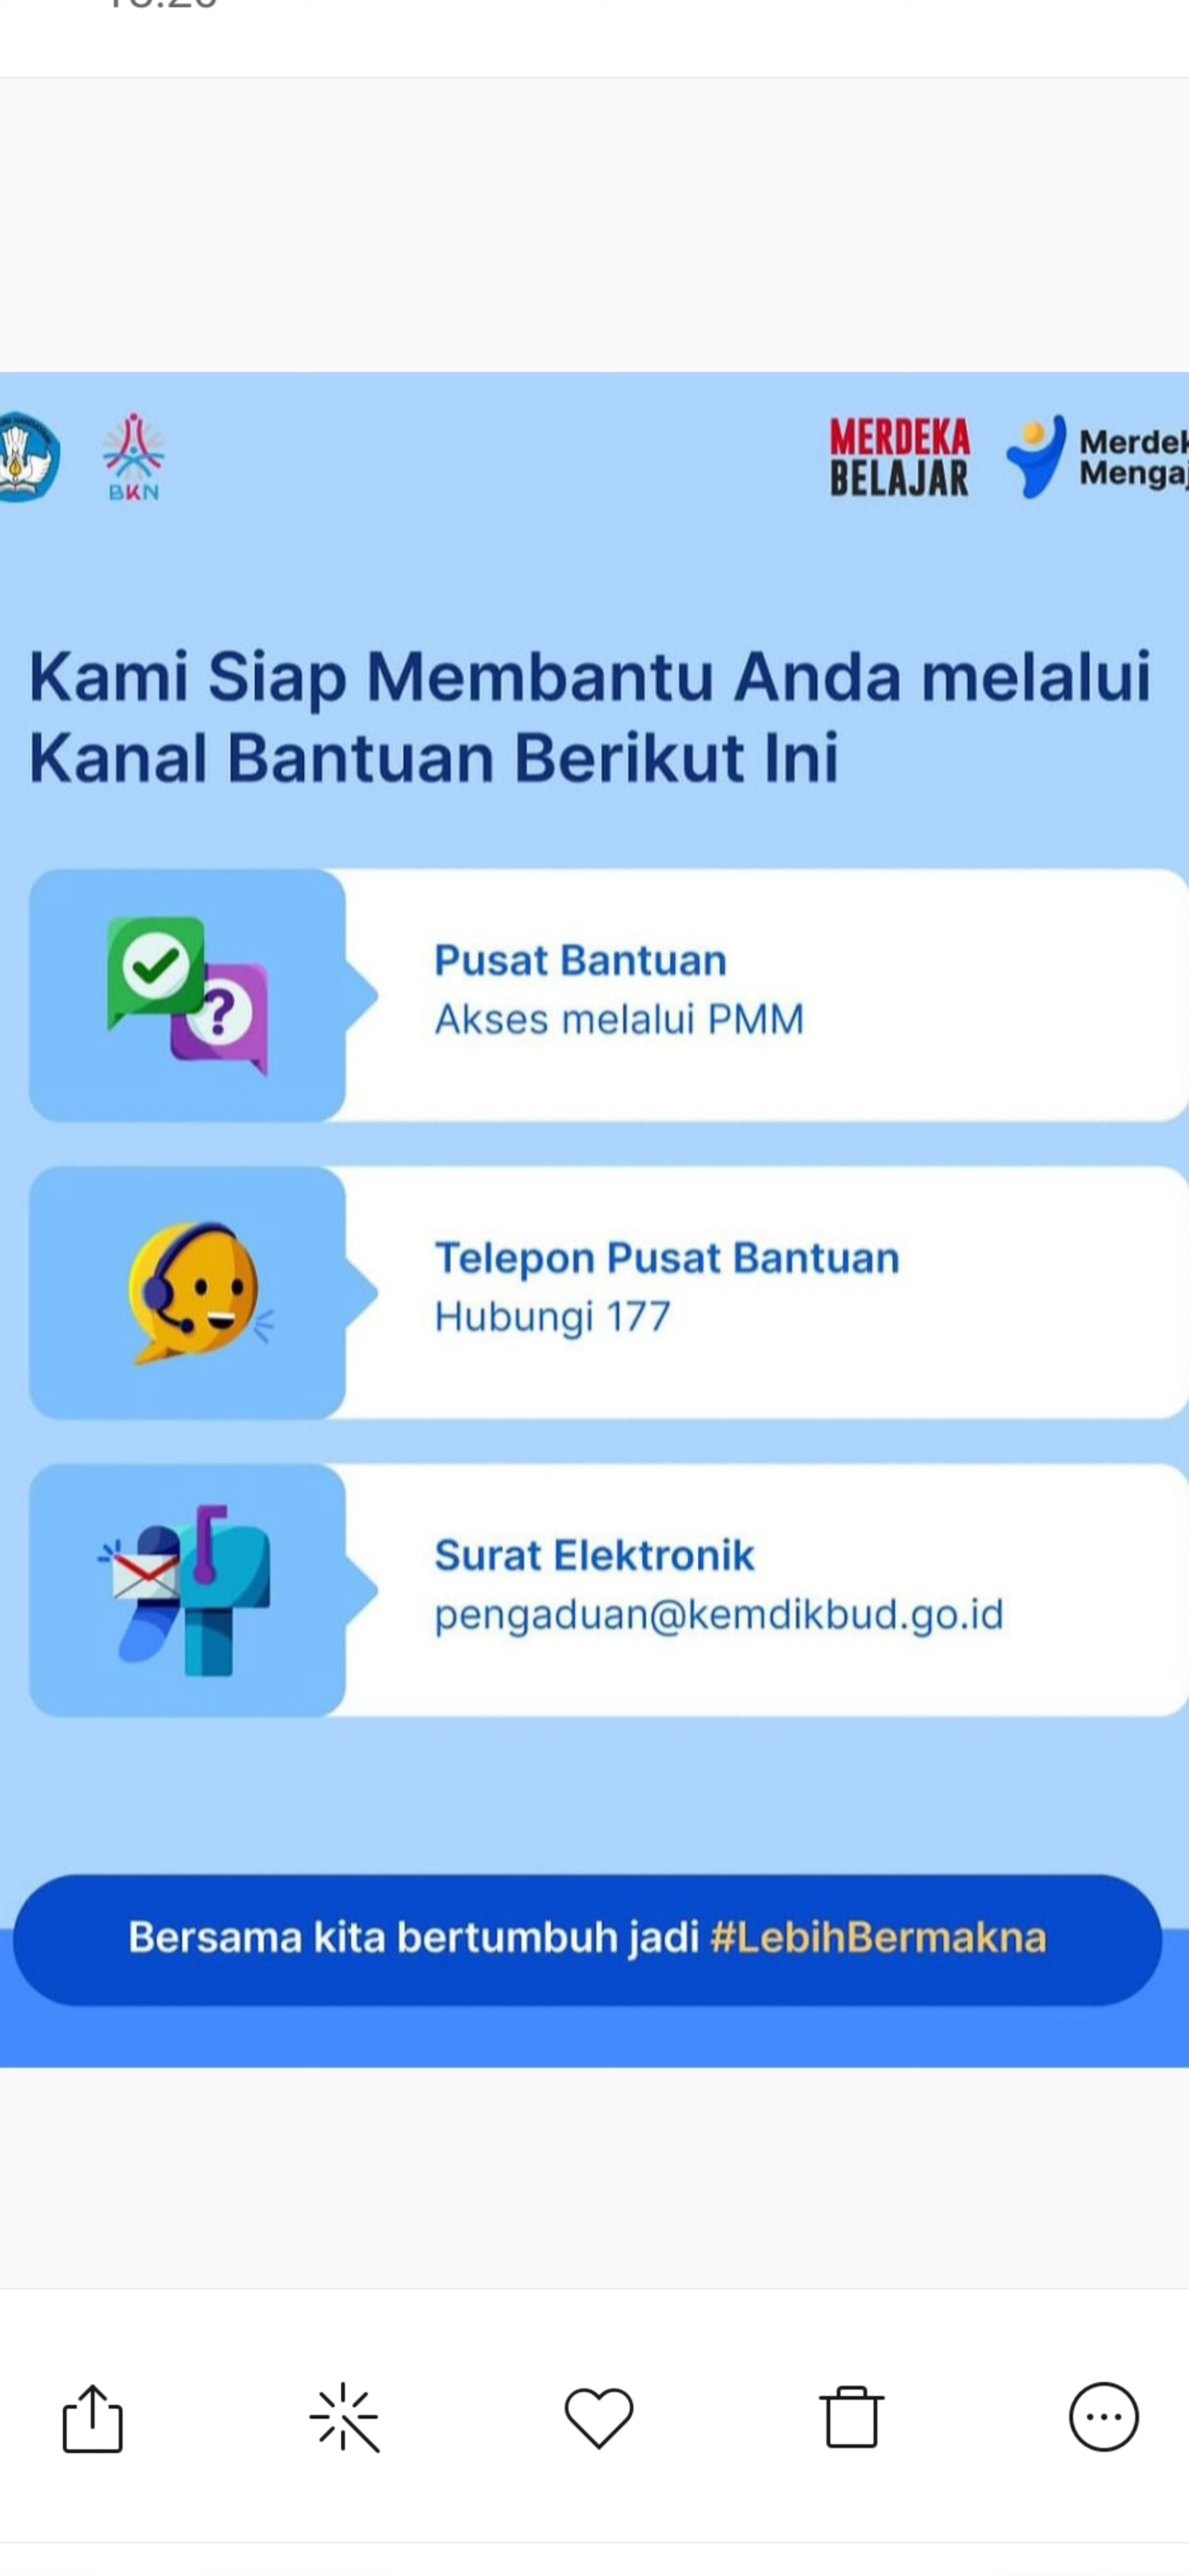 BKN
MERDEKA
BELAJAR
Kami Siap Membantu Anda melalui
Kanal Bantuan Berikut Ini
Pusat Bantuan
Akses melalui PMM
Telepon Pusat Bantuan
Hubungi 177
Surat Elektronik
pengaduan@kemdikbud.go.id
Bersama kita bertumbuh jadi #LebihBermakna